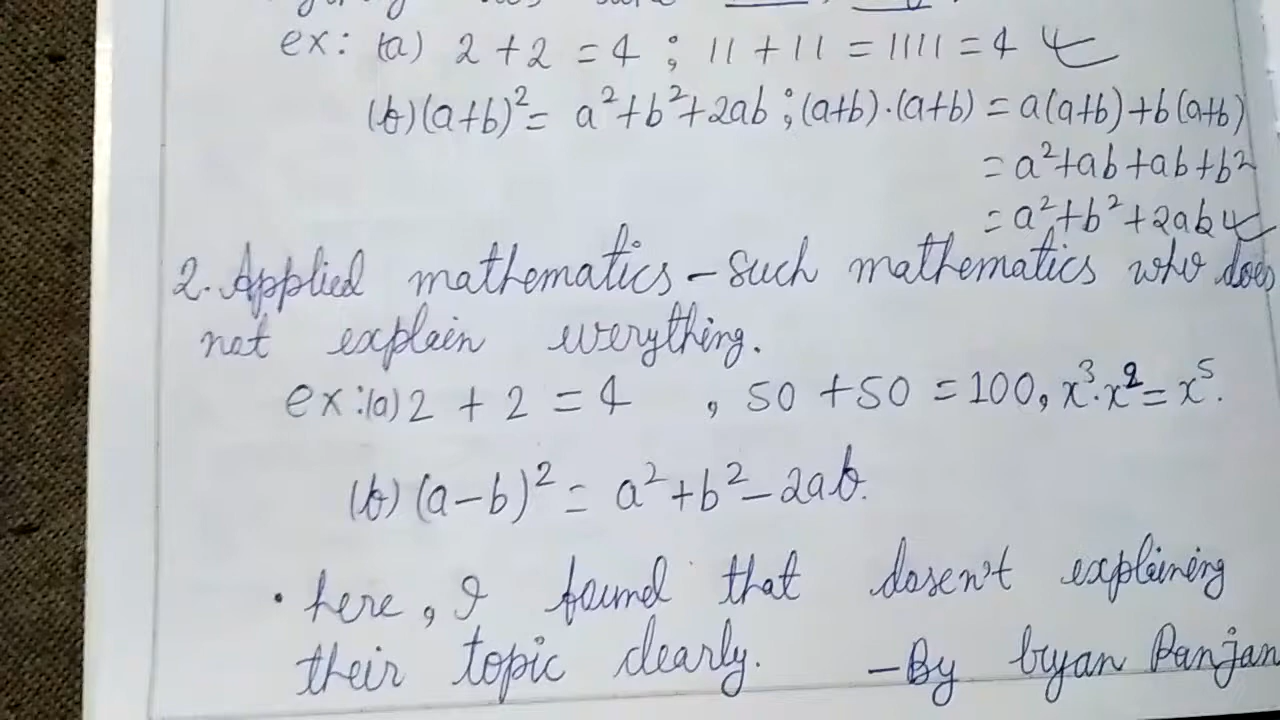 ex: (a) 2 + 2 = 4 ; 11 + 11 = 1111 = 4
(b) (a+b)² = a²+b²+2ab ; (a+b)·(a+b) = a(a+b)+b(a+b)
= a²+ab+ab+b²
= a²+b²+2ab
2. Applied mathematics – Such mathematics who does
not explain everything.
ex:(a) 2 + 2 = 4 , 50 + 50 = 100, x³·x² = x⁵.
(b) (a–b)² = a²+b²–2ab.
• here, I found that dosen't explaining
their topic clearly. –By bryan Ranjan